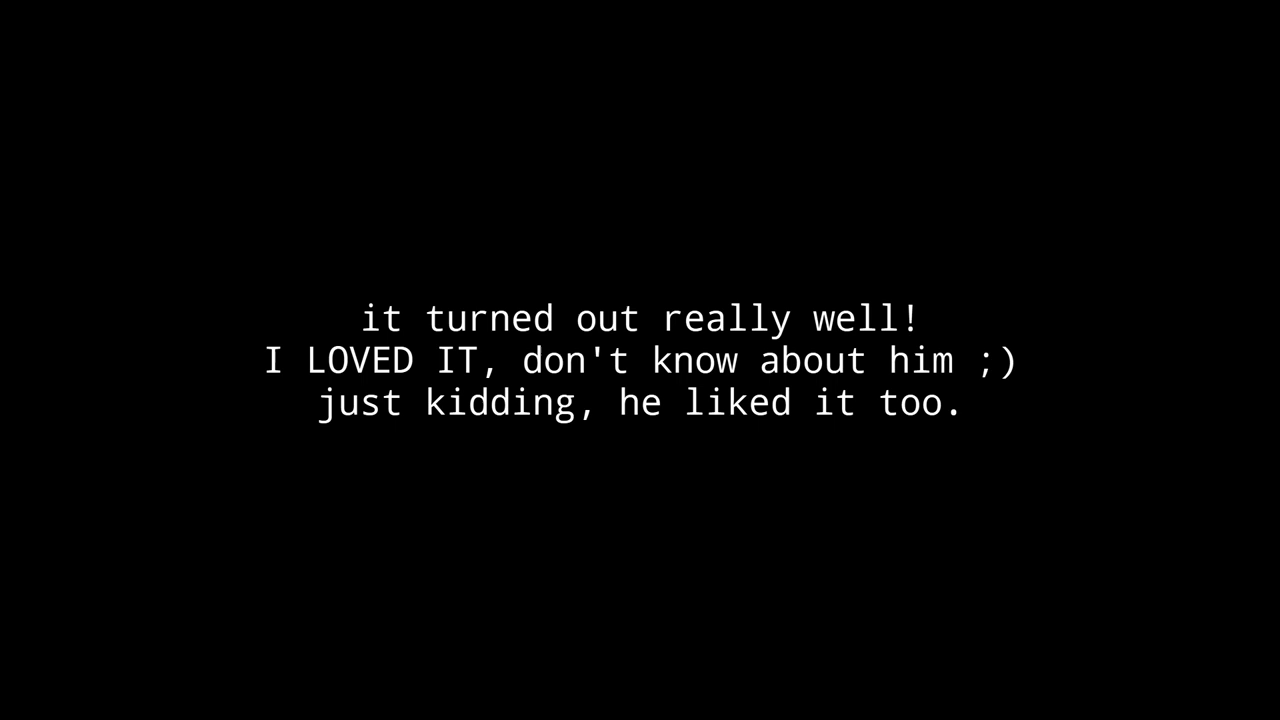 it turned out really well!
I LOVED IT, don't know about him ;)
just kidding, he liked it too.